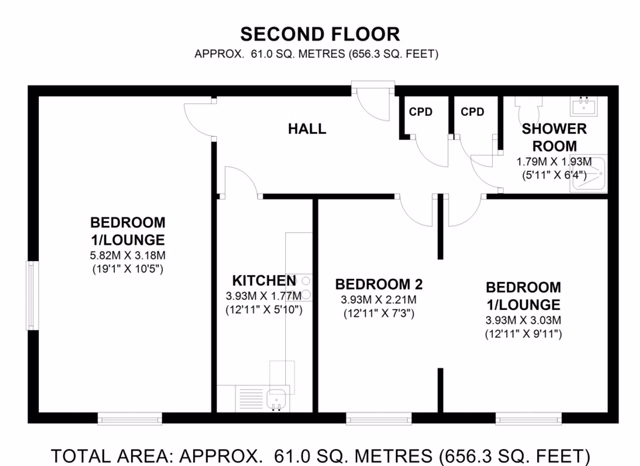 SECOND FLOOR
APPROX. 61.0 SQ. METRES (656.3 SQ. FEET)
HALL
CPD
CPD
SHOWER
ROOM
1.79M X 1.93M
(5'11" X 6'4")
BEDROOM
1/LOUNGE
5.82M X 3.18M
(19'1" X 10'5")
KITCHEN
3.93M X 1.77M
(12'11" X 5'10")
BEDROOM 2
3.93M X 2.21M
(12'11" X 7'3")
BEDROOM
1/LOUNGE
3.93M X 3.03M
(12'11" X 9'11")
TOTAL AREA: APPROX. 61.0 SQ. METRES (656.3 SQ. FEET)